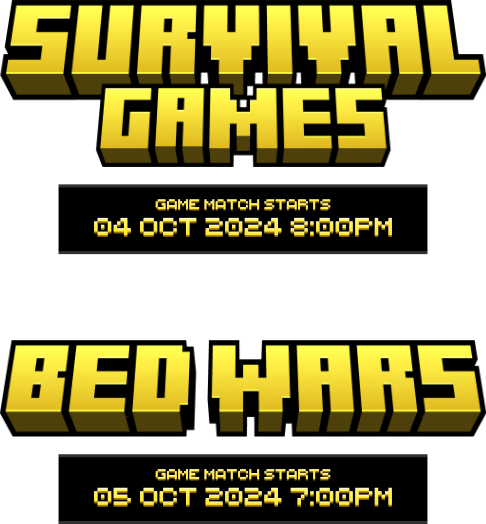 SURVIVAL
GAMES
GAME MATCH STARTS
04 OCT 2024 8:00PM
BED WARS
GAME MATCH STARTS
05 OCT 2024 7:00PM